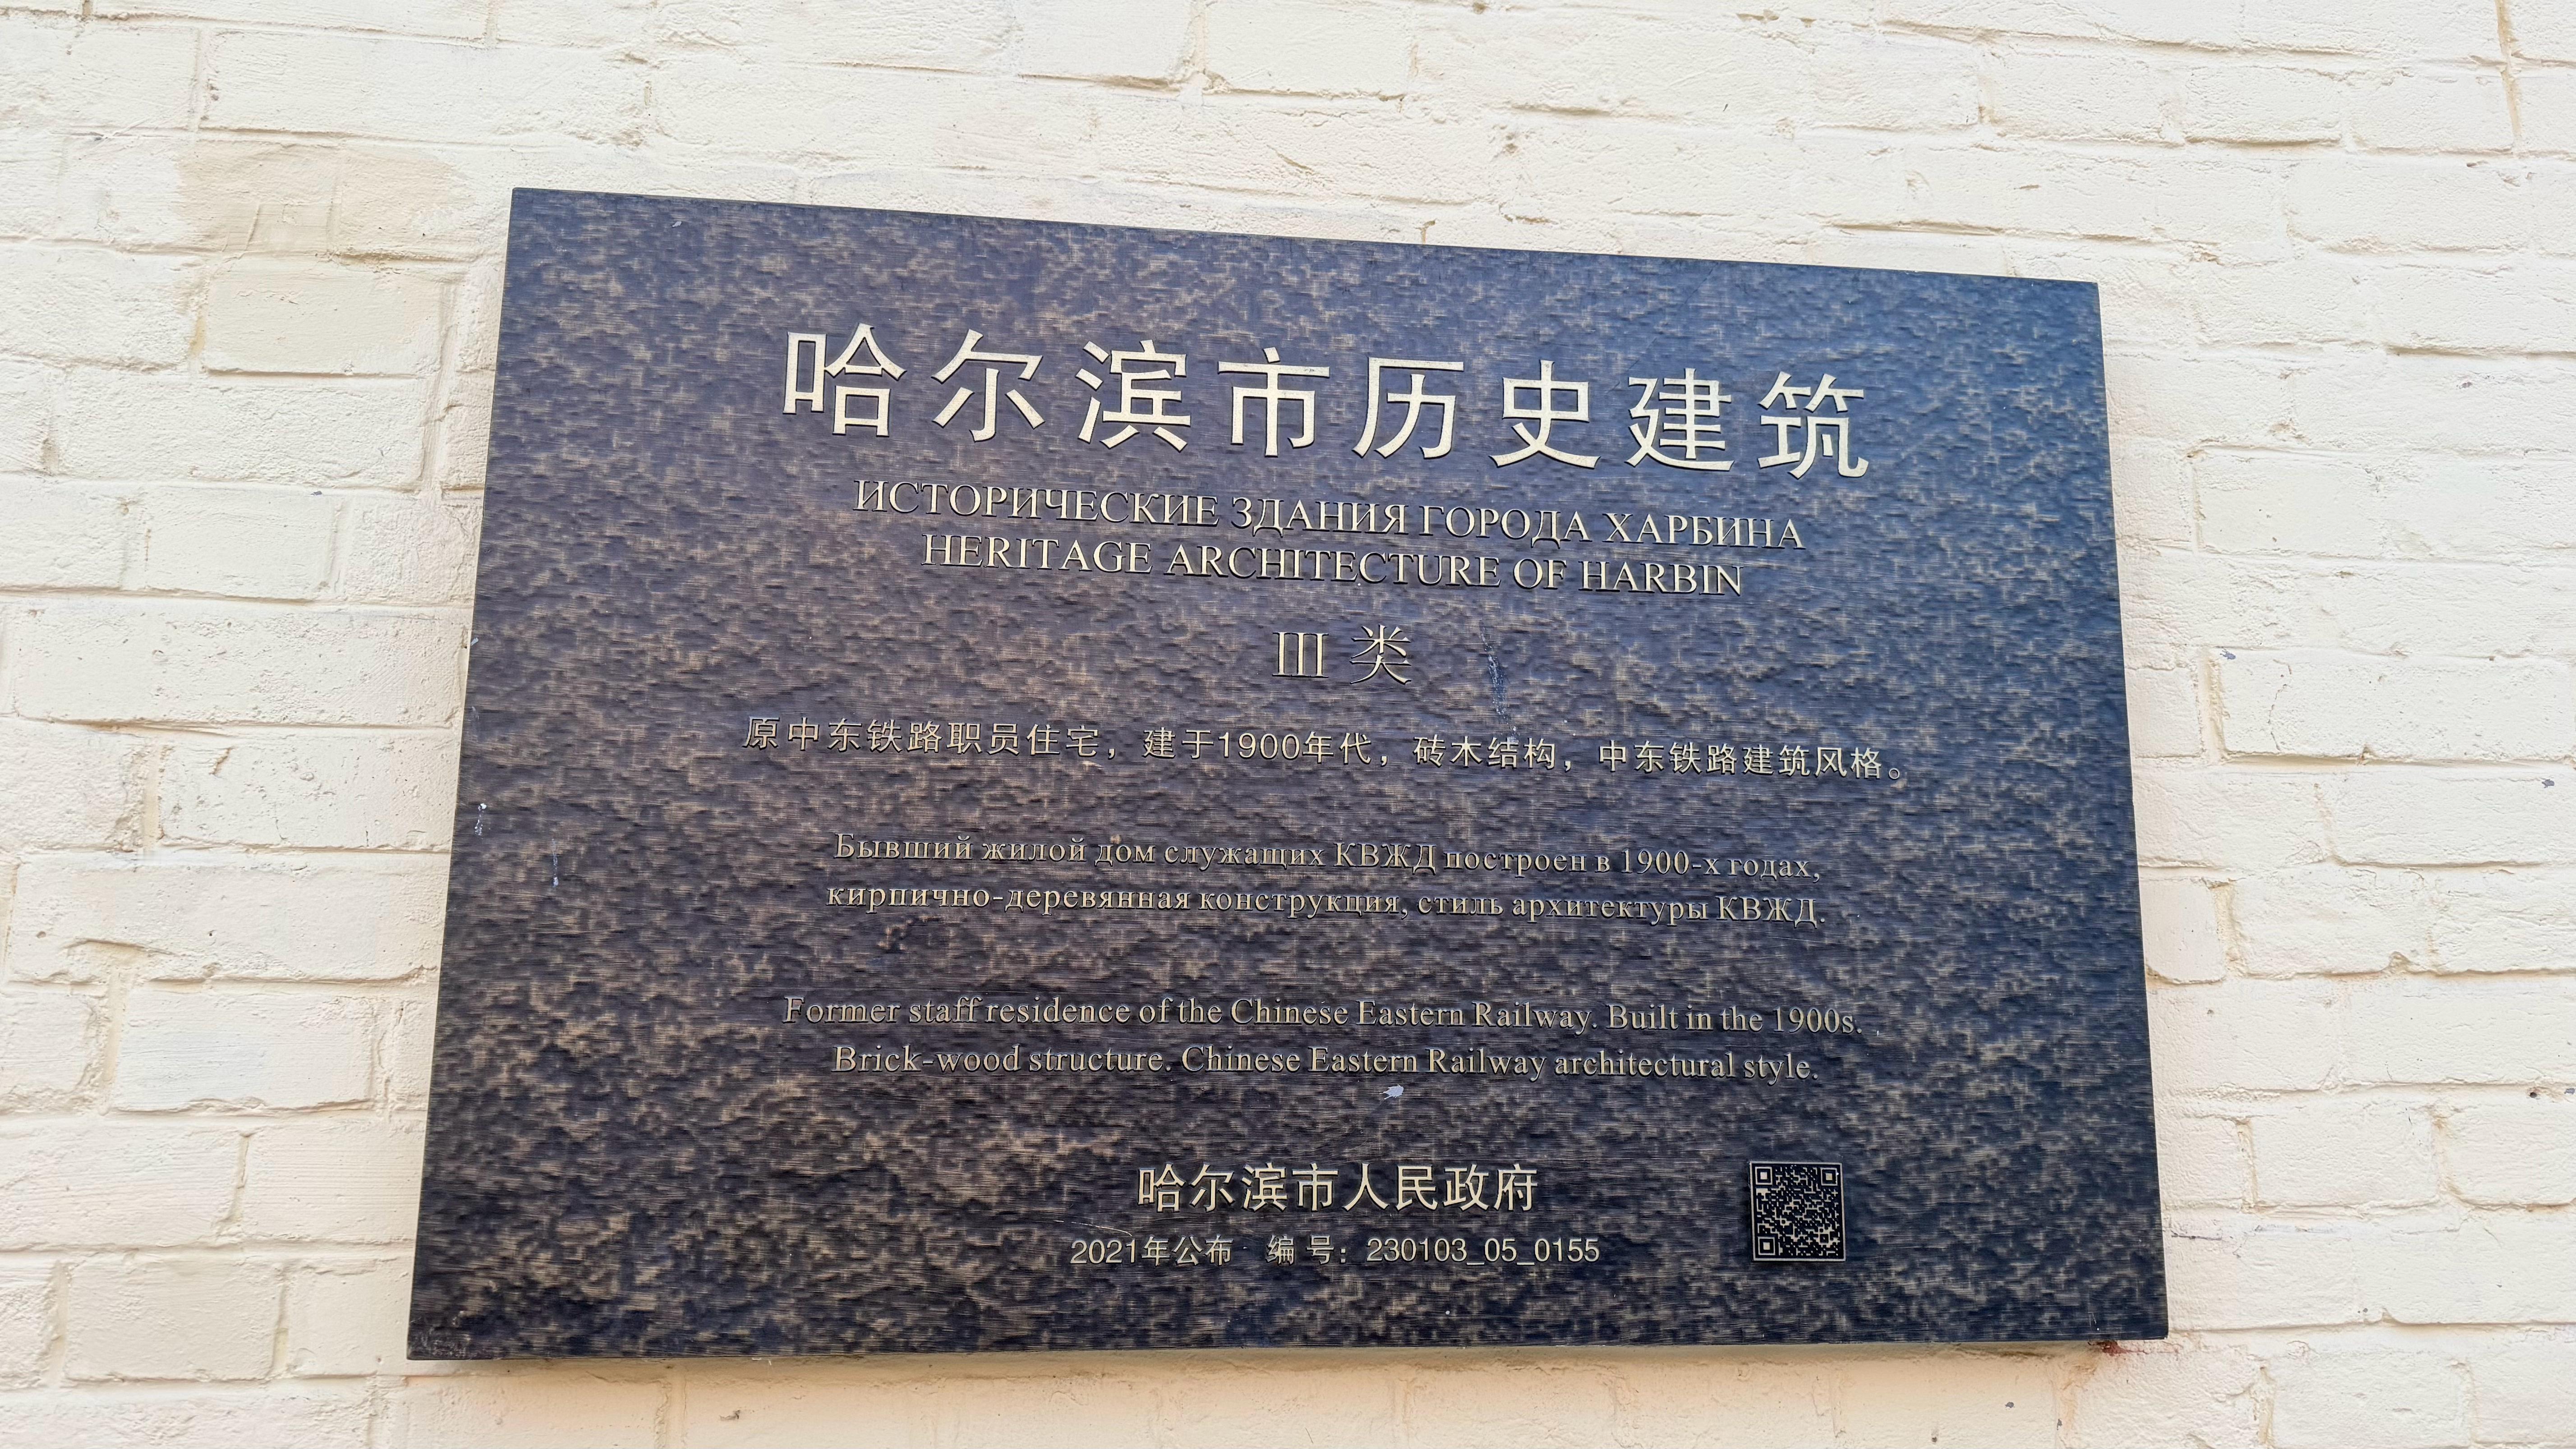 哈尔滨市历史建筑
ИСТОРИЧЕСКИЕ ЗДАНИЯ ГОРОДА ХАРБИНА
HERITAGE ARCHITECTURE OF HARBIN
III 类
原中东铁路职员住宅，建于1900年代，砖木结构，中东铁路建筑风格。
Бывший жилой дом служащих КВЖД построен в 1900-х годах,
кирпично-деревянная конструкция, стиль архитектуры КВЖД.
Former staff residence of the Chinese Eastern Railway. Built in the 1900s.
Brick-wood structure. Chinese Eastern Railway architectural style.
哈尔滨市人民政府
2021年公布 编号：230103_05_0155